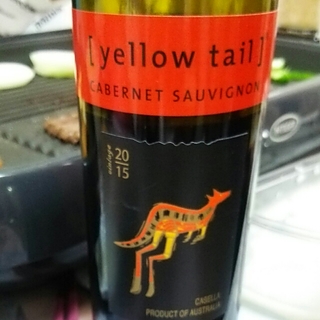 [yellow tail]
CABERNET SAUVIGNON
vintage 20
15
CASELLA
PRODUCT OF AUSTRALIA